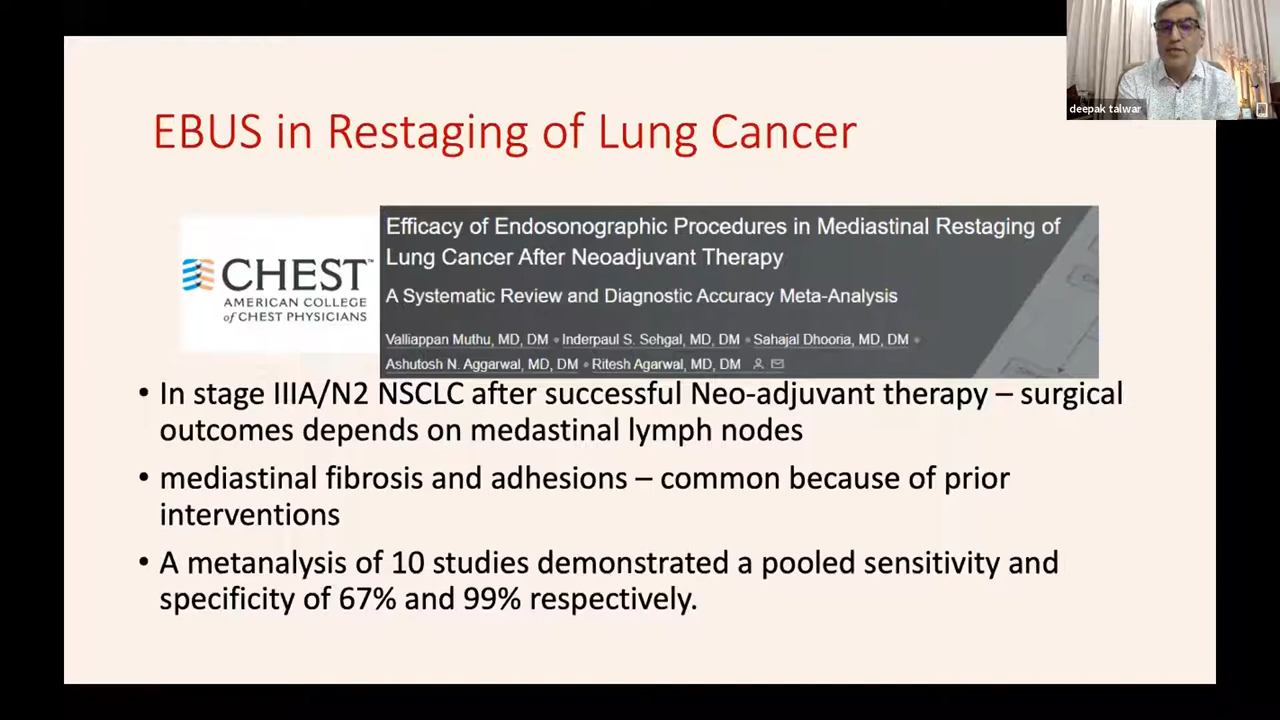 deepak talwar
EBUS in Restaging of Lung Cancer
CHEST™
AMERICAN COLLEGE
of CHEST PHYSICIANS
Efficacy of Endosonographic Procedures in Mediastinal Restaging of
Lung Cancer After Neoadjuvant Therapy
A Systematic Review and Diagnostic Accuracy Meta-Analysis
Valliappan Muthu, MD, DM • Inderpaul S. Sehgal, MD, DM • Sahajal Dhooria, MD, DM •
Ashutosh N. Aggarwal, MD, DM • Ritesh Agarwal, MD, DM
• In stage IIIA/N2 NSCLC after successful Neo-adjuvant therapy – surgical
outcomes depends on medastinal lymph nodes
• mediastinal fibrosis and adhesions – common because of prior
interventions
• A metanalysis of 10 studies demonstrated a pooled sensitivity and
specificity of 67% and 99% respectively.